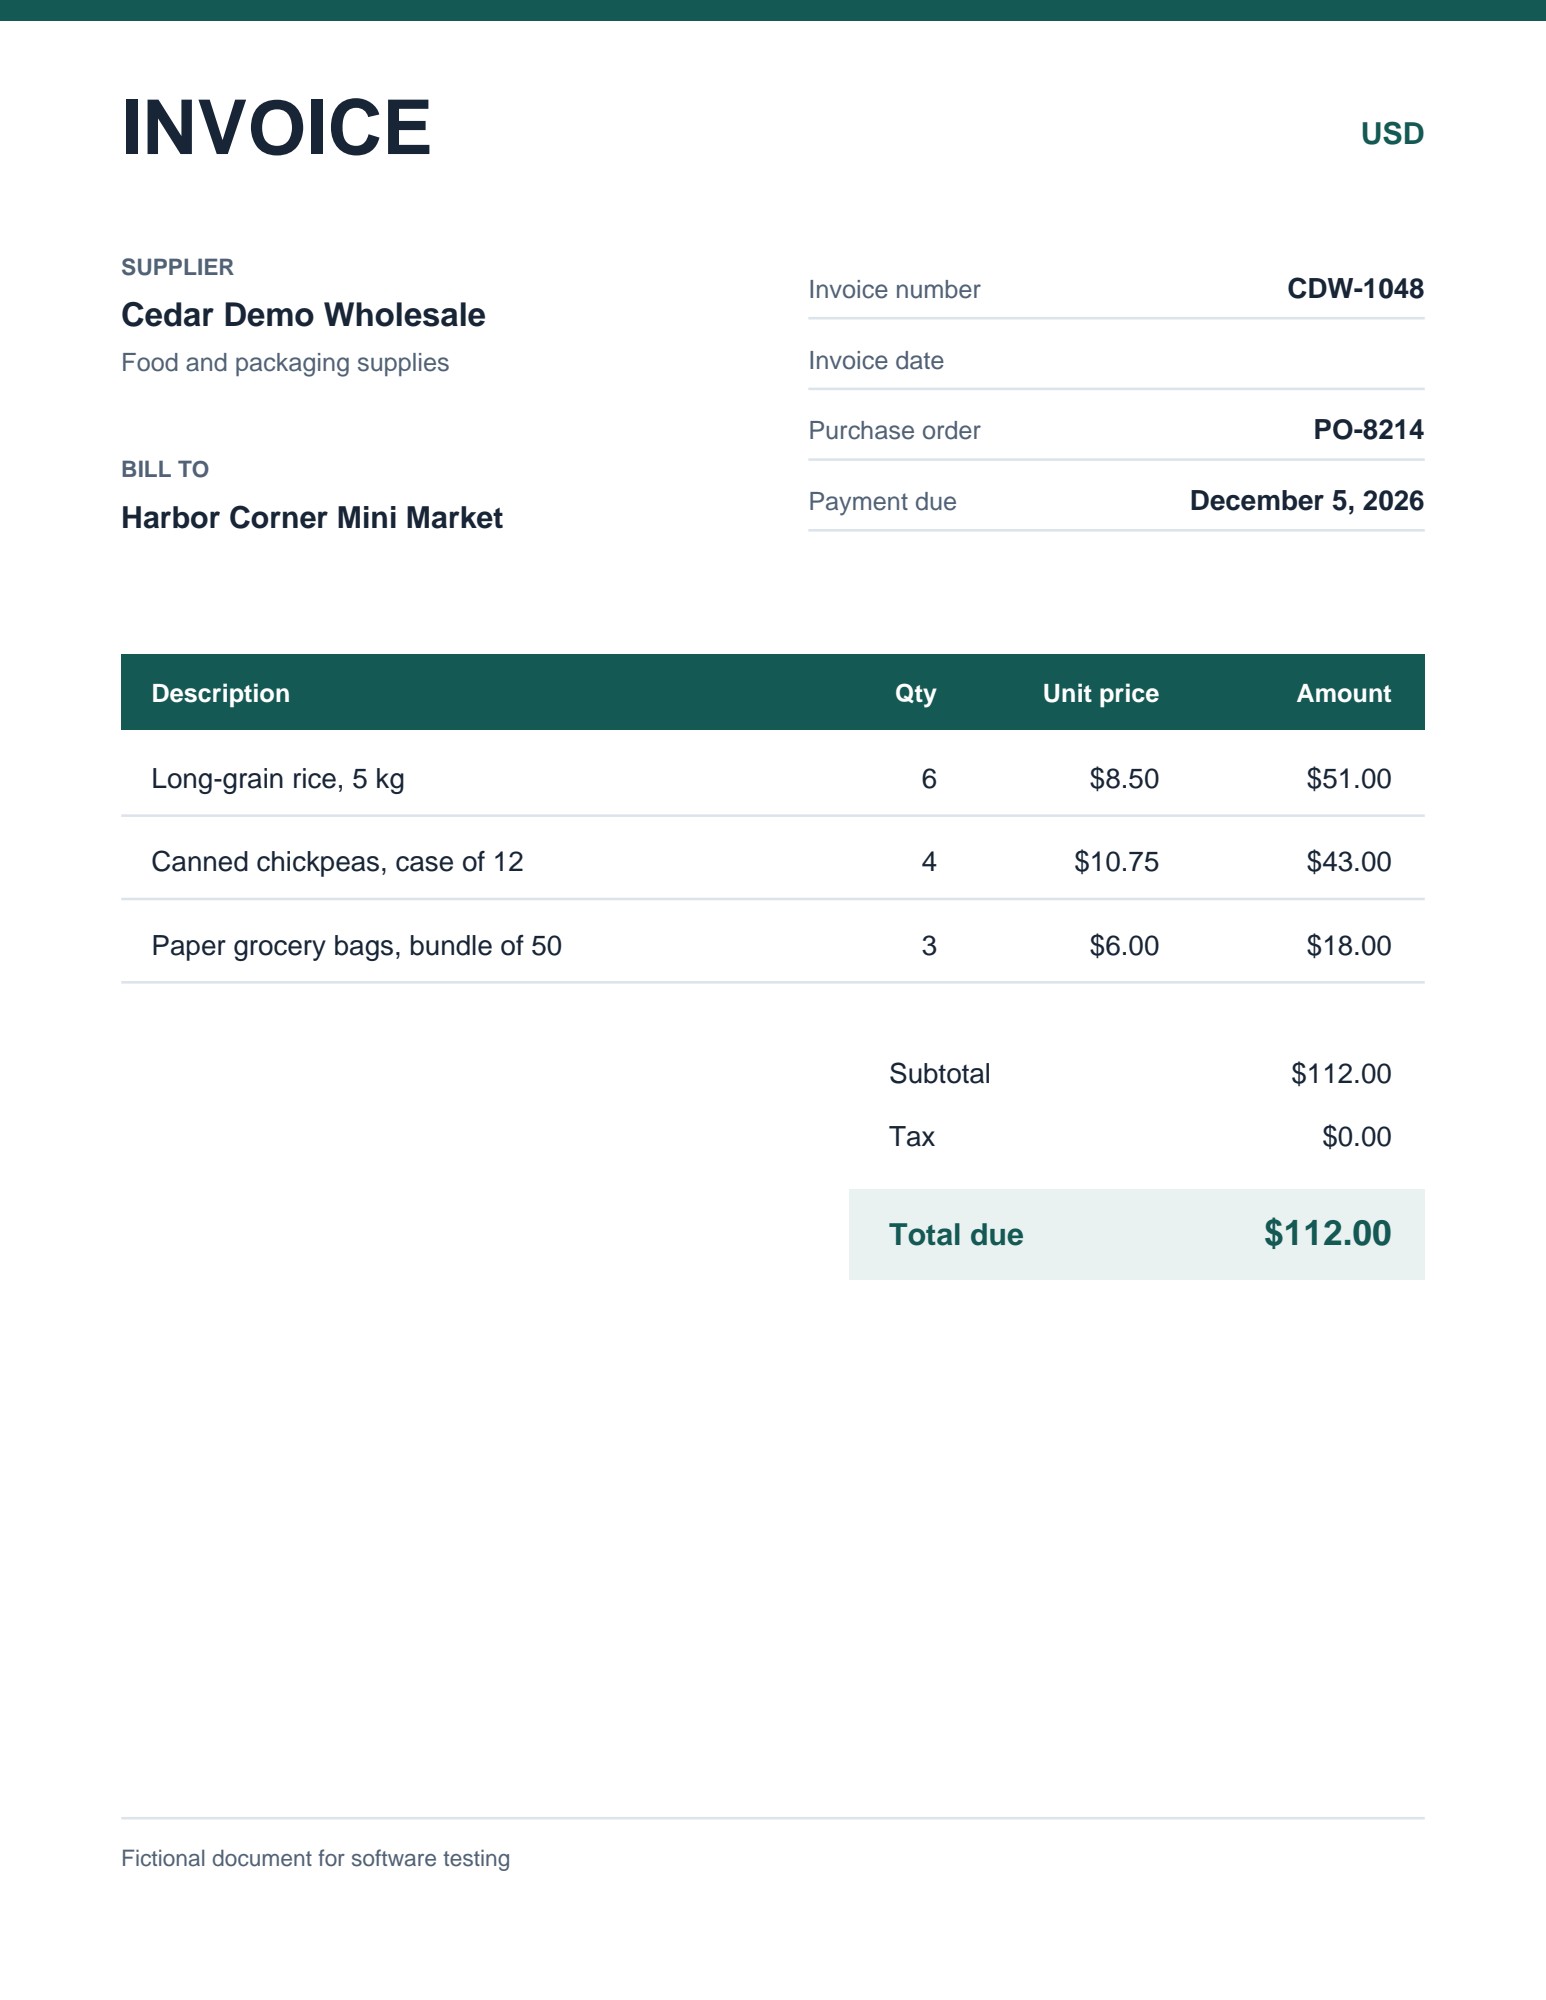 INVOICE
USD
SUPPLIER
Cedar Demo Wholesale
Food and packaging supplies
BILL TO
Harbor Corner Mini Market
Invoice number CDW-1048
Invoice date
Purchase order PO-8214
Payment due December 5, 2026
Description Qty Unit price Amount
Long-grain rice, 5 kg 6 $8.50 $51.00
Canned chickpeas, case of 12 4 $10.75 $43.00
Paper grocery bags, bundle of 50 3 $6.00 $18.00
Subtotal $112.00
Tax $0.00
Total due $112.00
Fictional document for software testing